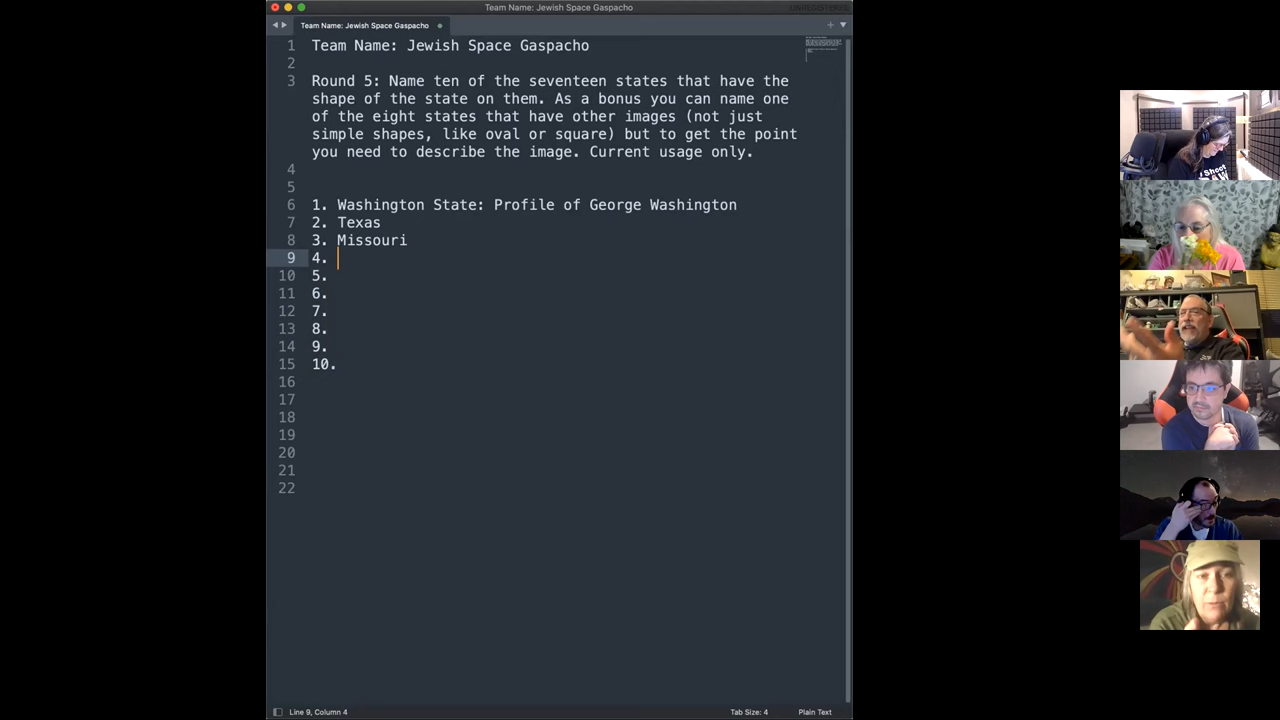 Team Name: Jewish Space Gaspacho
UNREGISTERED
Team Name: Jewish Space Gaspacho
1 Team Name: Jewish Space Gaspacho
2
3 Round 5: Name ten of the seventeen states that have the
shape of the state on them. As a bonus you can name one
of the eight states that have other images (not just
simple shapes, like oval or square) but to get the point
you need to describe the image. Current usage only.
4
5
6 1. Washington State: Profile of George Washington
7 2. Texas
8 3. Missouri
9 4.
10 5.
11 6.
12 7.
13 8.
14 9.
15 10.
16
17
18
19
20
21
22
Line 9, Column 4
Tab Size: 4
Plain Text